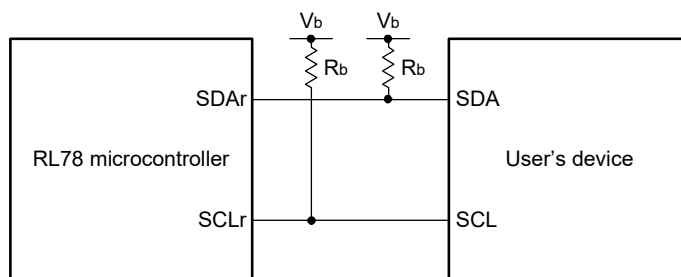 Vb Vb
Rb Rb
SDAr SDA
RL78 microcontroller User's device
SCLr SCL